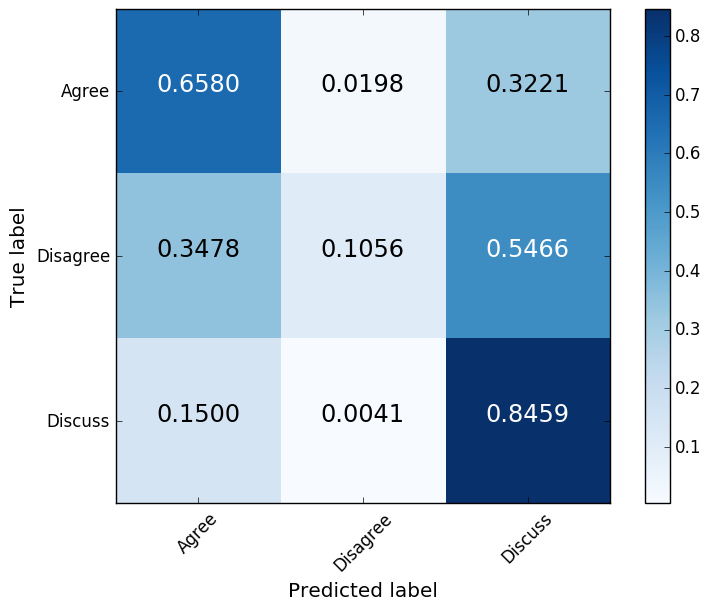 True label
Agree
0.6580 0.0198 0.3221
Disagree
0.3478 0.1056 0.5466
Discuss
0.1500 0.0041 0.8459
Agree Disagree Discuss
Predicted label
0.8
0.7
0.6
0.5
0.4
0.3
0.2
0.1